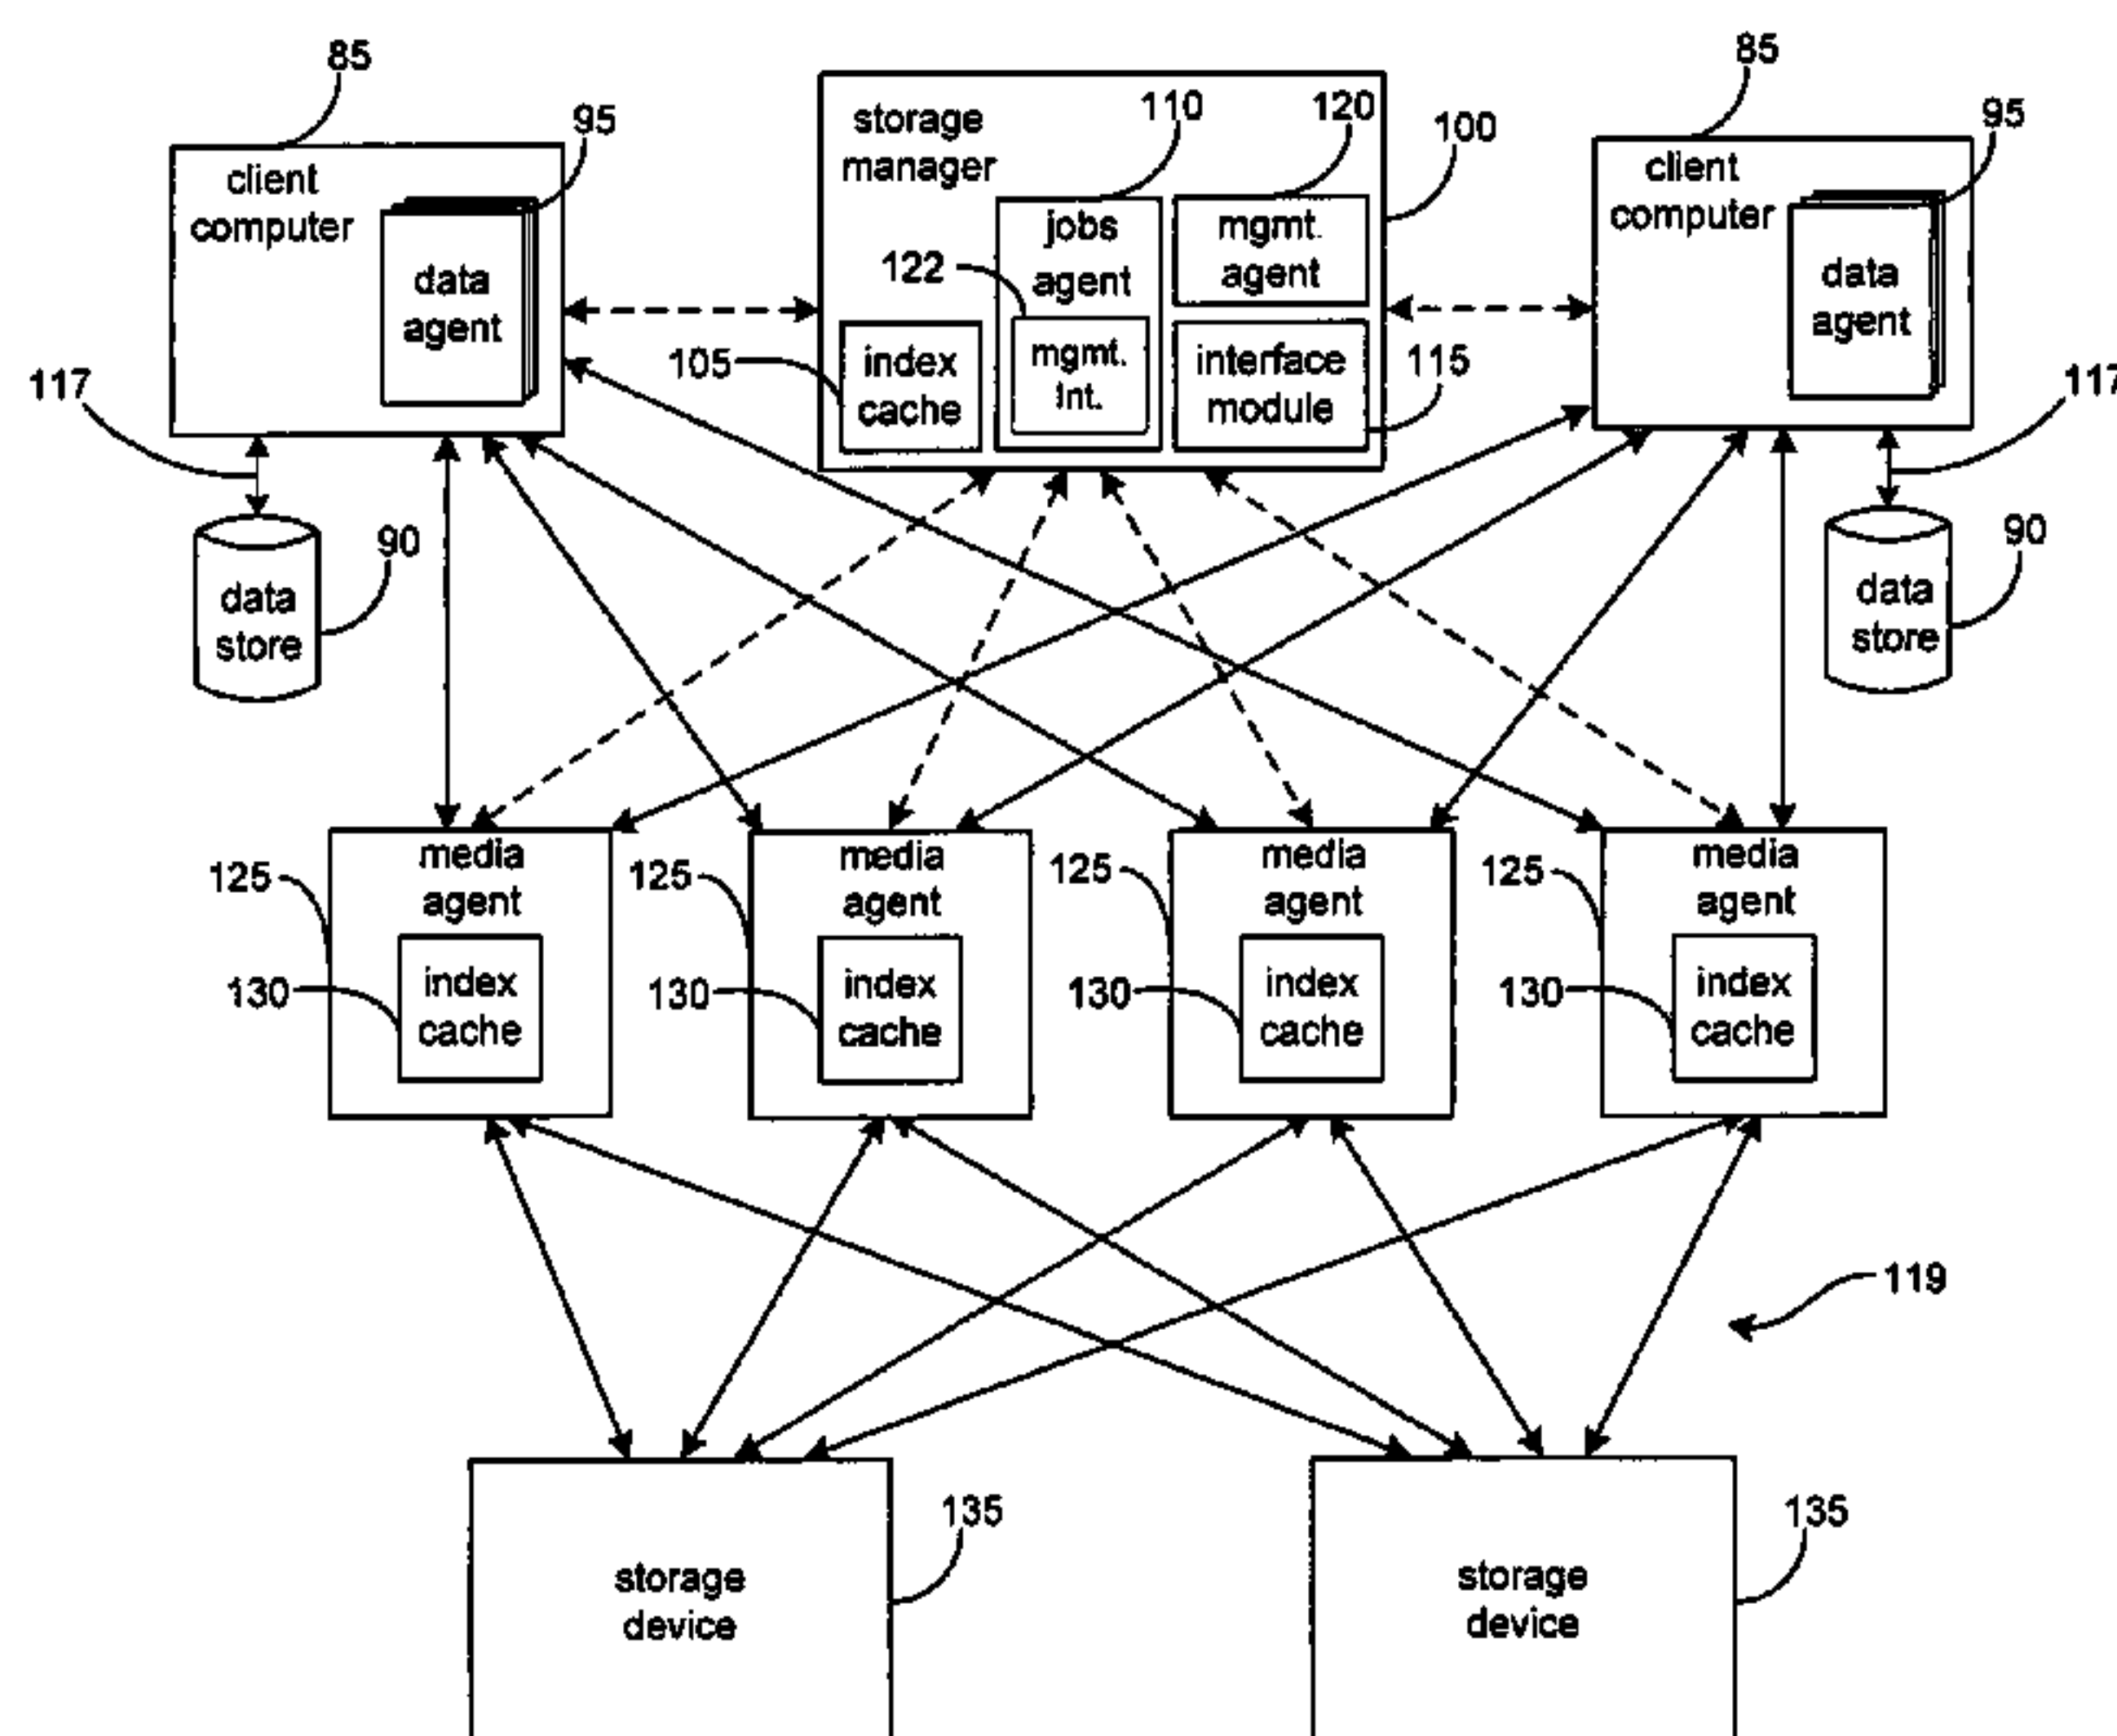 85
95
client
computer
data
agent
117
90
data
store
storage
manager
110
120
100
jobs
agent
122
mgmt.
Int.
mgmt.
agent
105
index
cache
interface
module
115
85
95
client
computer
data
agent
117
90
data
store
125
media
agent
130
index
cache
125
media
agent
130
index
cache
125
media
agent
130
index
cache
125
media
agent
130
index
cache
119
135
storage
device
135
storage
device